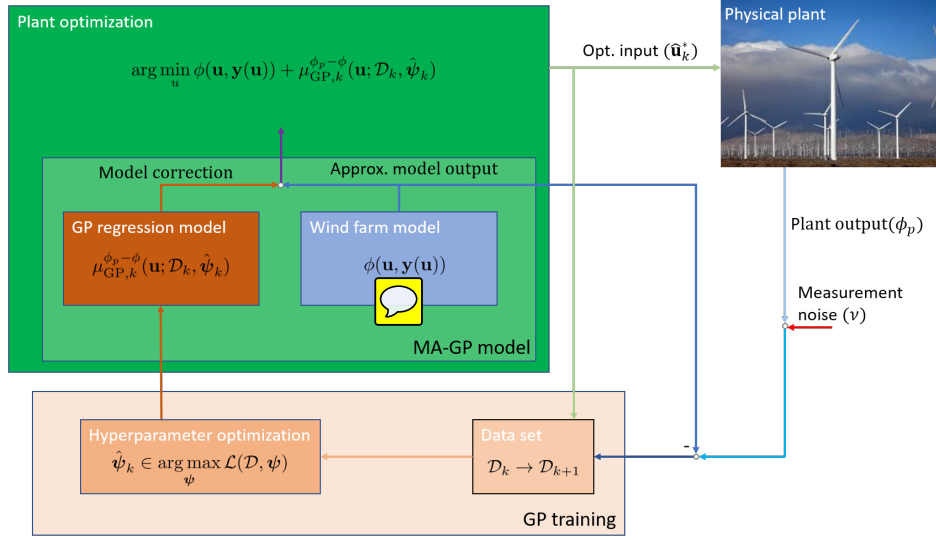 Plant optimization
arg min_u φ(𝐮, 𝐲(𝐮)) + μ_{GP,k}^{φ_p−φ}(𝐮; 𝒟_k, ψ̂_k)
Opt. input (𝐮̂*_k)
Physical plant
Model correction
Approx. model output
GP regression model
μ_{GP,k}^{φ_p−φ}(𝐮; 𝒟_k, ψ̂_k)
Wind farm model
φ(𝐮, 𝐲(𝐮))
MA-GP model
Plant output(ϕ_p)
Measurement
noise (ν)
Hyperparameter optimization
ψ̂_k ∈ arg max_ψ ℒ(𝒟, ψ)
Data set
𝒟_k → 𝒟_{k+1}
-
GP training